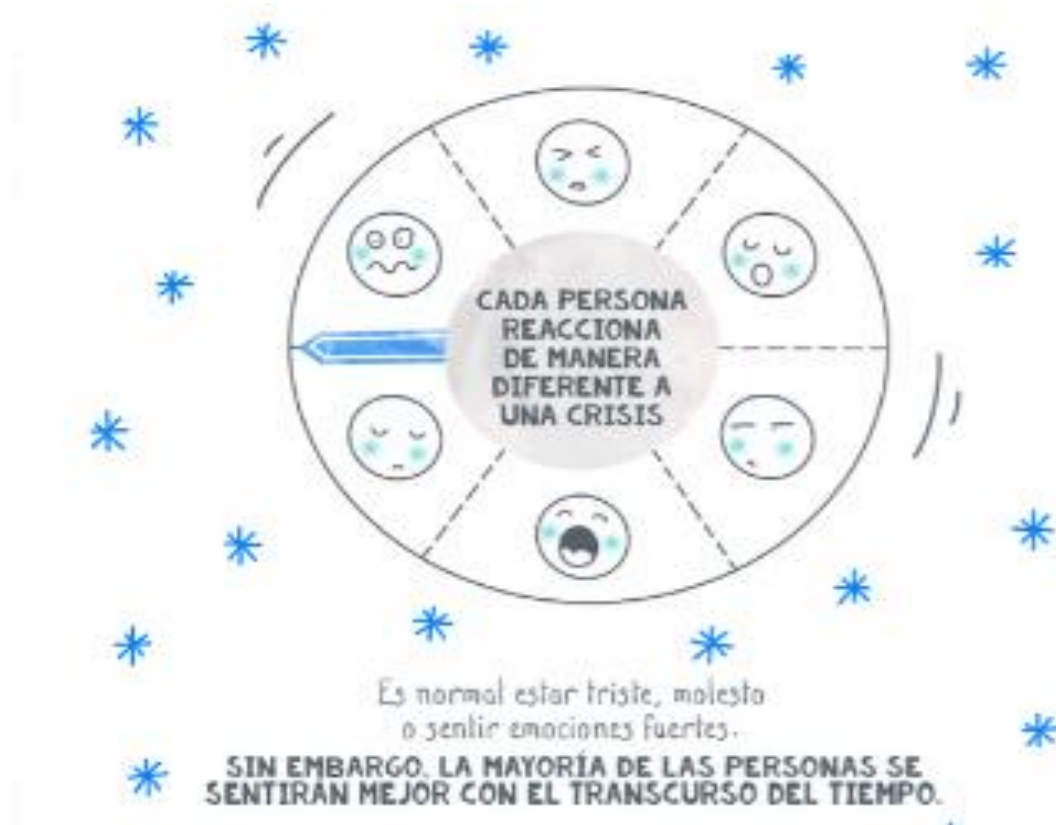 CADA PERSONA
REACCIONA
DE MANERA
DIFERENTE A
UNA CRISIS
Es normal estar triste, molesto
o sentir emociones fuertes.
SIN EMBARGO, LA MAYORÍA DE LAS PERSONAS SE
SENTIRÁN MEJOR CON EL TRANSCURSO DEL TIEMPO.